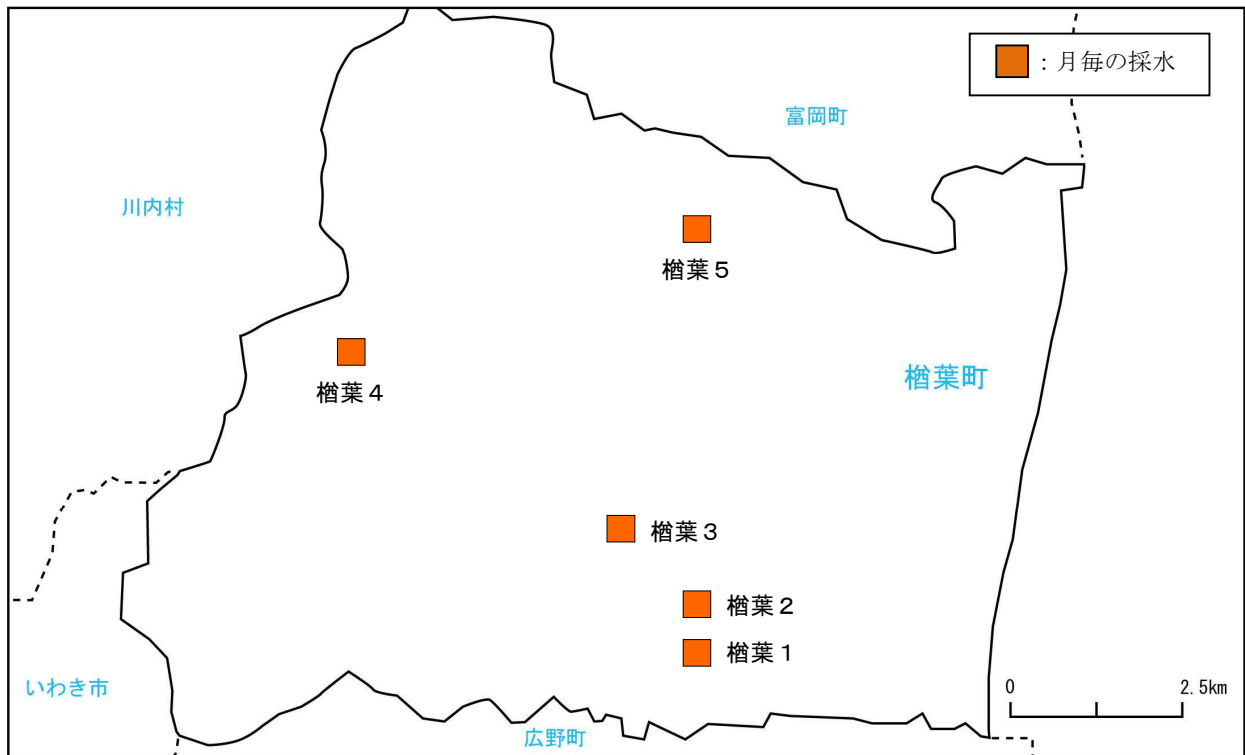 ：月毎の採水
富岡町
川内村
楢葉５
楢葉町
楢葉４
楢葉３
楢葉２
楢葉１
いわき市
0 2.5km
広野町